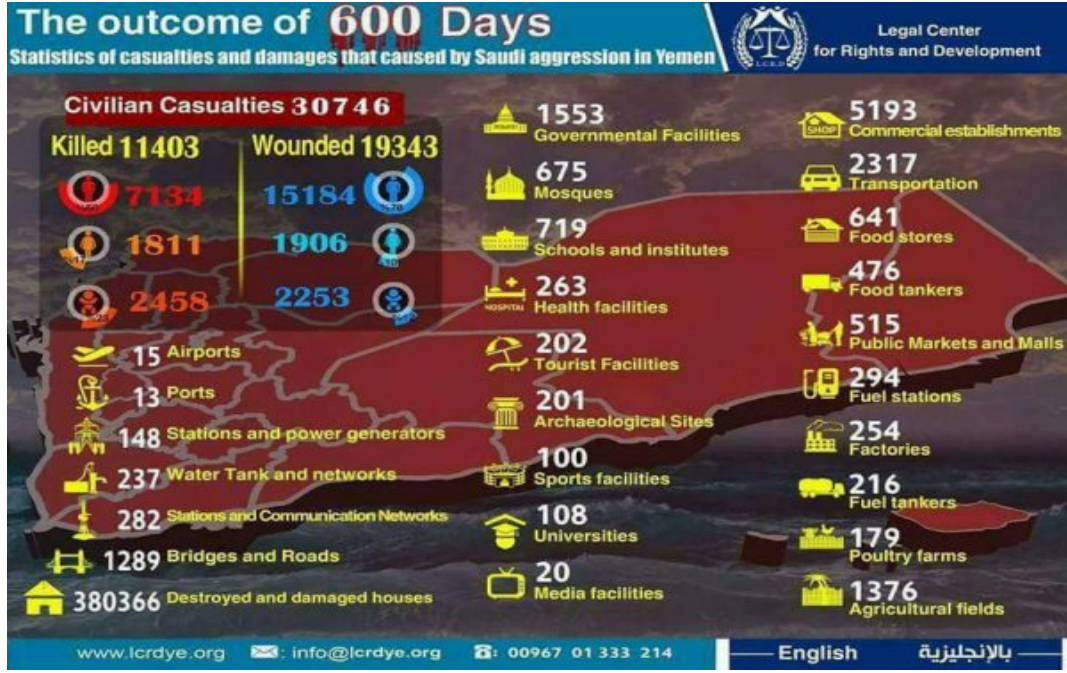 The outcome of 600 Days
Statistics of casualties and damages that caused by Saudi aggression in Yemen
L.C.R.D
Legal Center
for Rights and Development
Civilian Casualties 30746
Killed 11403
Wounded 19343
7134
15184
1811
1906
2458
2253
15 Airports
13 Ports
148 Stations and power generators
237 Water Tank and networks
282 Stations and Communication Networks
1289 Bridges and Roads
380366 Destroyed and damaged houses
1553
Governmental Facilities
675
Mosques
719
Schools and institutes
HOSPITAL
263
Health facilities
202
Tourist Facilities
201
Archaeological Sites
100
Sports facilities
108
Universities
20
Media facilities
SHOP
5193
Commercial establishments
2317
Transportation
641
Food stores
476
Food tankers
515
Public Markets and Malls
294
Fuel stations
254
Factories
216
Fuel tankers
179
Poultry farms
1376
Agricultural fields
www.lcrdye.org
: info@lcrdye.org
: 00967 01 333 214
English
بالإنجليزية